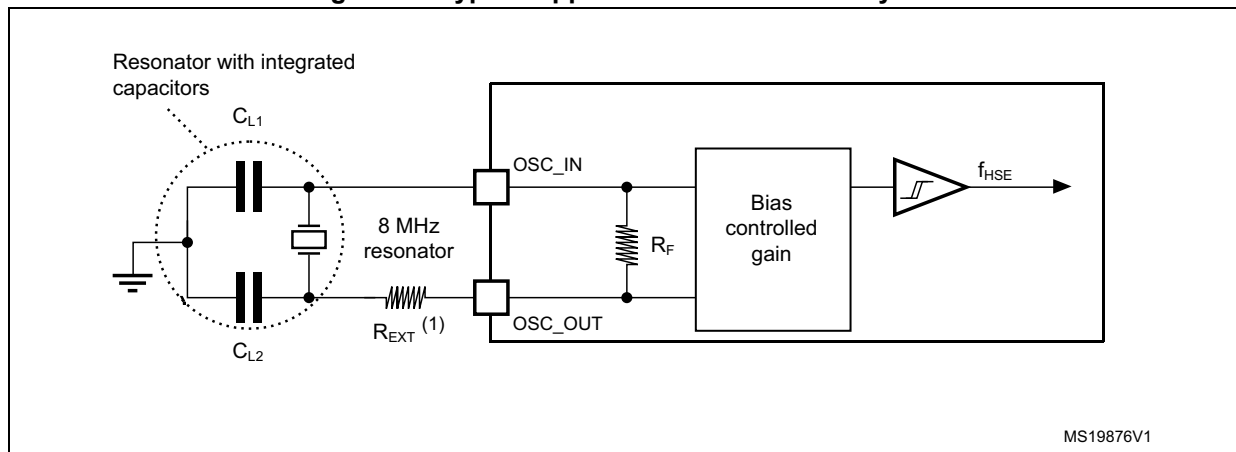 Resonator with integrated
capacitors
CL1
OSC_IN
fHSE
8 MHz
resonator
RF
Bias
controlled
gain
REXT (1)
OSC_OUT
CL2
MS19876V1